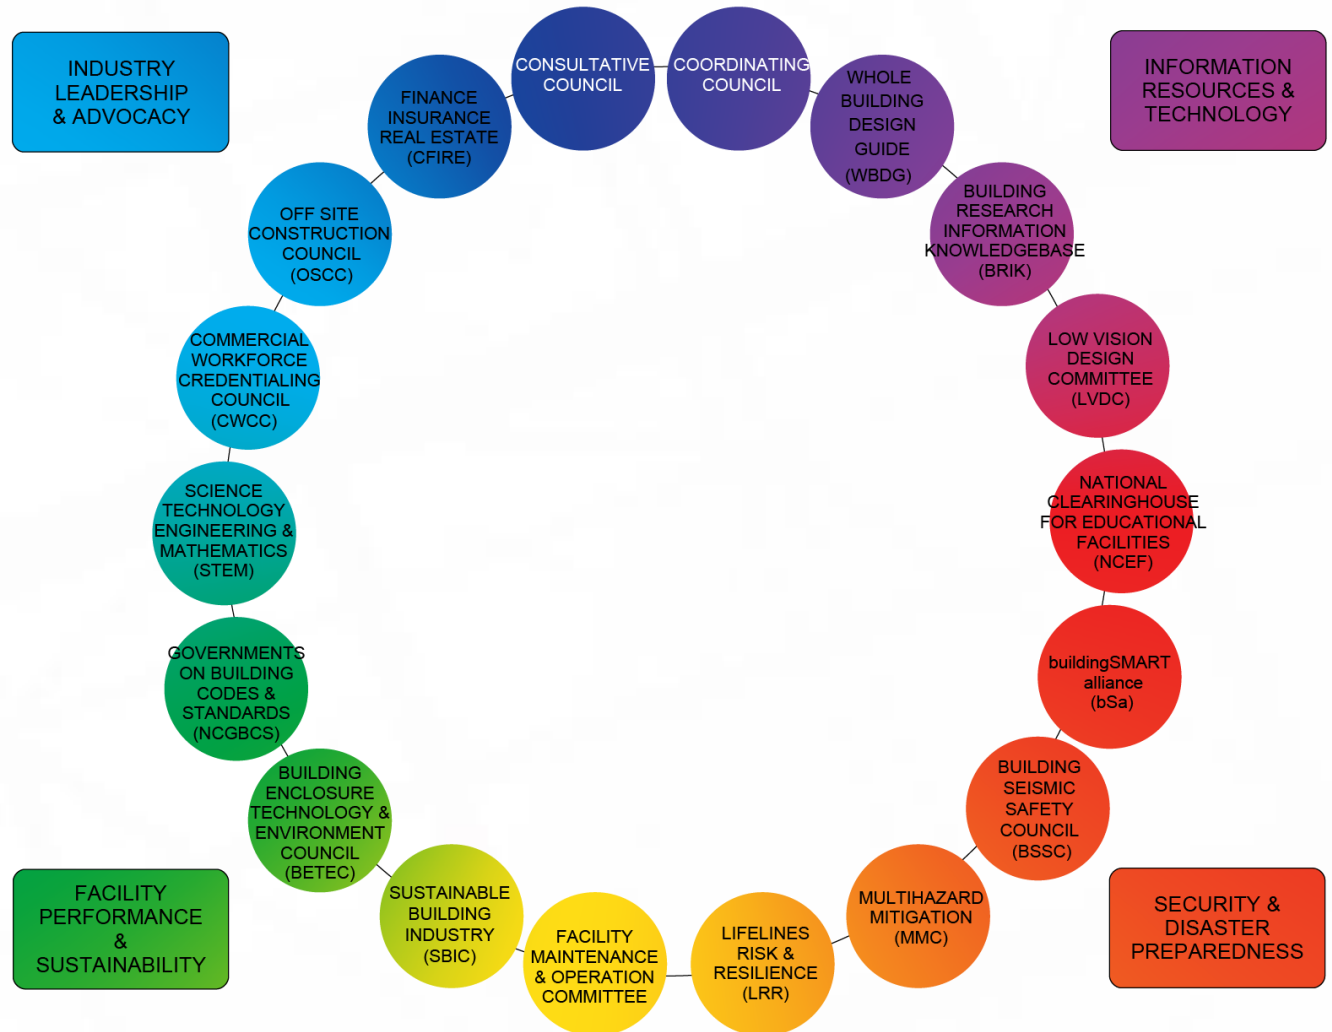 INDUSTRY
LEADERSHIP
& ADVOCACY
CONSULTATIVE
COUNCIL
COORDINATING
COUNCIL
INFORMATION
RESOURCES &
TECHNOLOGY
FINANCE
INSURANCE
REAL ESTATE
(CFIRE)
WHOLE
BUILDING
DESIGN
GUIDE
(WBDG)
OFF SITE
CONSTRUCTION
COUNCIL
(OSCC)
BUILDING
RESEARCH
INFORMATION
KNOWLEDGEBASE
(BRIK)
COMMERCIAL
WORKFORCE
CREDENTIALING
COUNCIL
(CWCC)
LOW VISION
DESIGN
COMMITTEE
(LVDC)
SCIENCE
TECHNOLOGY
ENGINEERING &
MATHEMATICS
(STEM)
NATIONAL
CLEARINGHOUSE
FOR EDUCATIONAL
FACILITIES
(NCEF)
GOVERNMENTS
ON BUILDING
CODES &
STANDARDS
(NCGBCS)
buildingSMART
alliance
(bSa)
BUILDING
ENCLOSURE
TECHNOLOGY &
ENVIRONMENT
COUNCIL
(BETEC)
BUILDING
SEISMIC
SAFETY
COUNCIL
(BSSC)
FACILITY
PERFORMANCE
&
SUSTAINABILITY
SUSTAINABLE
BUILDING
INDUSTRY
(SBIC)
FACILITY
MAINTENANCE
& OPERATION
COMMITTEE
LIFELINES
RISK &
RESILIENCE
(LRR)
MULTIHAZARD
MITIGATION
(MMC)
SECURITY &
DISASTER
PREPAREDNESS